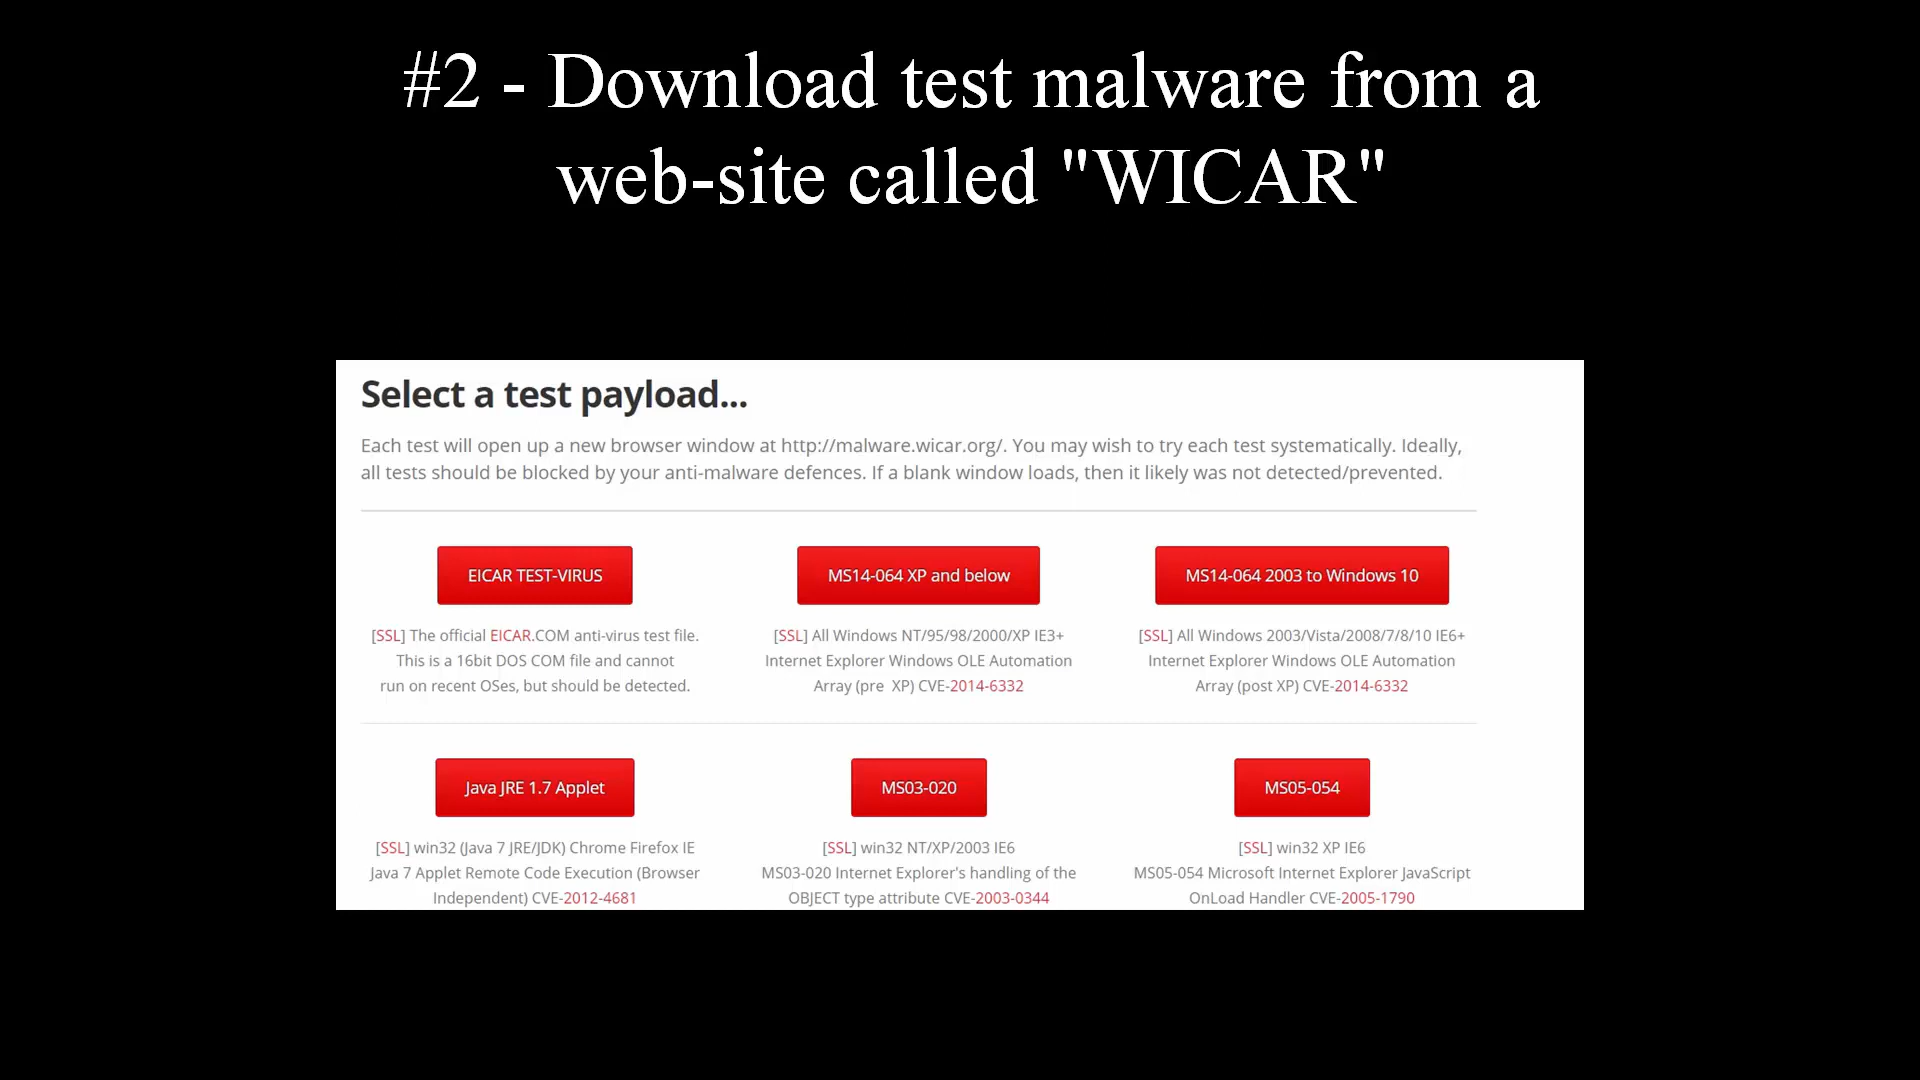 #2 - Download test malware from a
web-site called "WICAR"
Select a test payload...
Each test will open up a new browser window at http://malware.wicar.org/. You may wish to try each test systematically. Ideally,
all tests should be blocked by your anti-malware defences. If a blank window loads, then it likely was not detected/prevented.
EICAR TEST-VIRUS
[SSL] The official EICAR.COM anti-virus test file.
This is a 16bit DOS COM file and cannot
run on recent OSes, but should be detected.
MS14-064 XP and below
[SSL] All Windows NT/95/98/2000/XP IE3+
Internet Explorer Windows OLE Automation
Array (pre XP) CVE-2014-6332
MS14-064 2003 to Windows 10
[SSL] All Windows 2003/Vista/2008/7/8/10 IE6+
Internet Explorer Windows OLE Automation
Array (post XP) CVE-2014-6332
Java JRE 1.7 Applet
[SSL] win32 (Java 7 JRE/JDK) Chrome Firefox IE
Java 7 Applet Remote Code Execution (Browser
Independent) CVE-2012-4681
MS03-020
[SSL] win32 NT/XP/2003 IE6
MS03-020 Internet Explorer's handling of the
OBJECT type attribute CVE-2003-0344
MS05-054
[SSL] win32 XP IE6
MS05-054 Microsoft Internet Explorer JavaScript
OnLoad Handler CVE-2005-1790